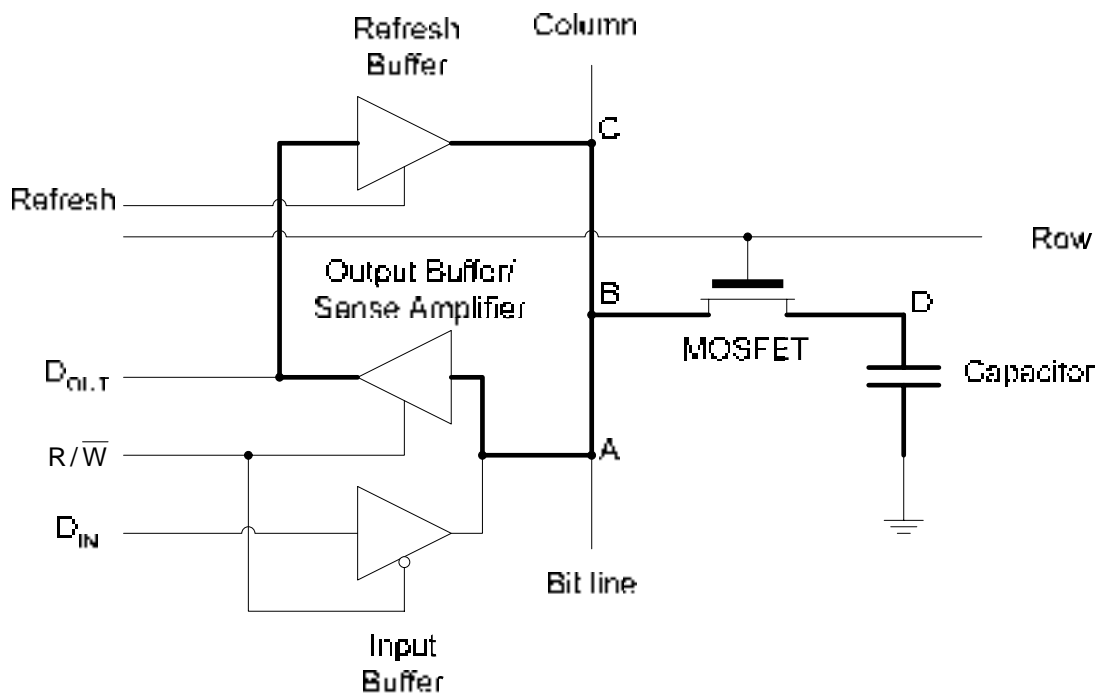 Refresh
Buffer
Column
C
Refresh
Row
Output Buffer/
Sense Amplifier
B
D
MOSFET
D_OUT
Capacitor
R/W̅
A
D_IN
Bit line
Input
Buffer